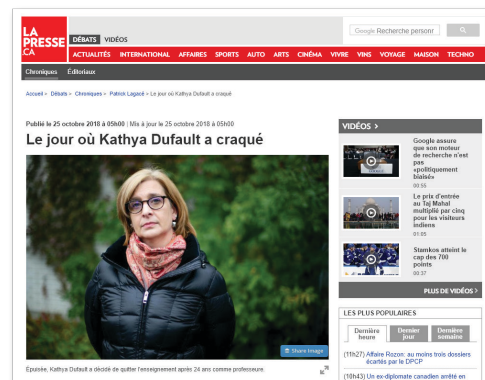 LA
PRESSE
.CA
DÉBATS VIDÉOS
Google Recherche personr
ACTUALITÉS INTERNATIONAL AFFAIRES SPORTS AUTO ARTS CINÉMA VIVRE VINS VOYAGE MAISON TECHNO
Chroniques Éditoriaux
Accueil » Débats » Chroniques » Patrick Lagacé » Le jour où Kathya Dufault a craqué
Publié le 25 octobre 2018 à 05h00 | Mis à jour le 25 octobre 2018 à 05h00
Le jour où Kathya Dufault a craqué
Share Image
Épuisée, Kathya Dufault a décidé de quitter l'enseignement après 24 ans comme professeure.
VIDÉOS >
Google assure
que son moteur
de recherche n'est
pas
«politiquement
biaisé»
00:55
Le prix d'entrée
au Taj Mahal
multiplié par cinq
pour les visiteurs
indiens
01:05
Stamkos atteint le
cap des 700
points
00:37
PLUS DE VIDÉOS >
LES PLUS POPULAIRES
Dernière
heure
Dernier
jour
Dernière
semaine
(11h27) Affaire Rozon: au moins trois dossiers
écartés par le DPCP
(10h43) Un ex-diplomate canadien arrêté en